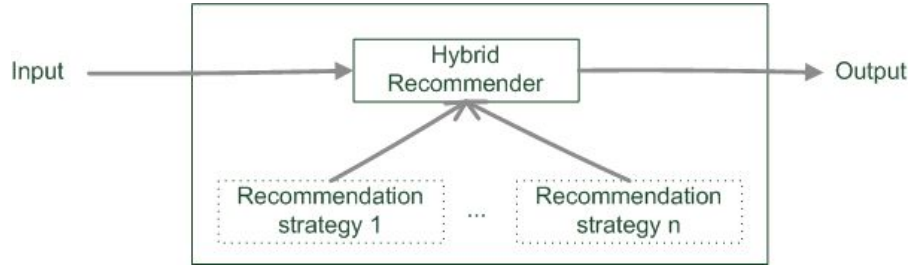 Input
Hybrid
Recommender
Output
Recommendation
strategy 1
...
Recommendation
strategy n